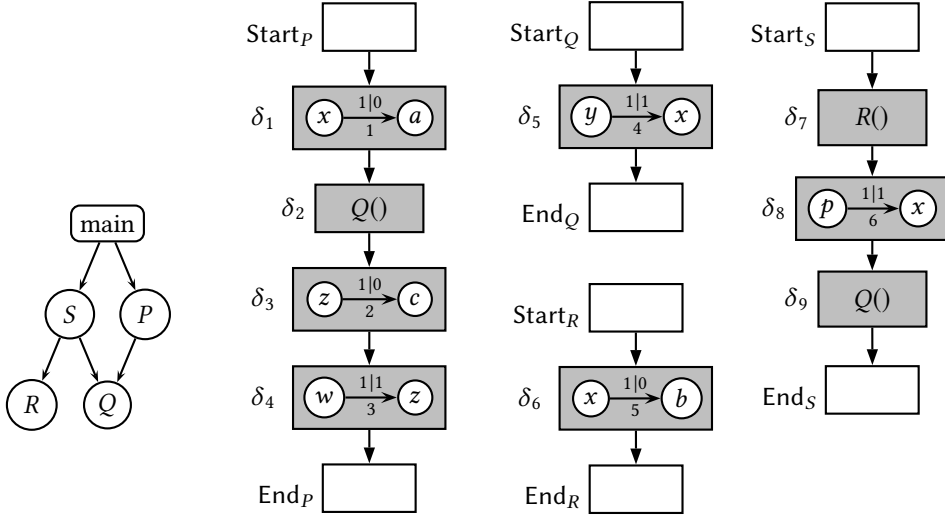 main
S
P
R
Q
Start_P
δ_1
x
1|0
1
a
δ_2
Q()
δ_3
z
1|0
2
c
δ_4
w
1|1
3
z
End_P
Start_Q
δ_5
y
1|1
4
x
End_Q
Start_R
δ_6
x
1|0
5
b
End_R
Start_S
δ_7
R()
δ_8
p
1|1
6
x
δ_9
Q()
End_S